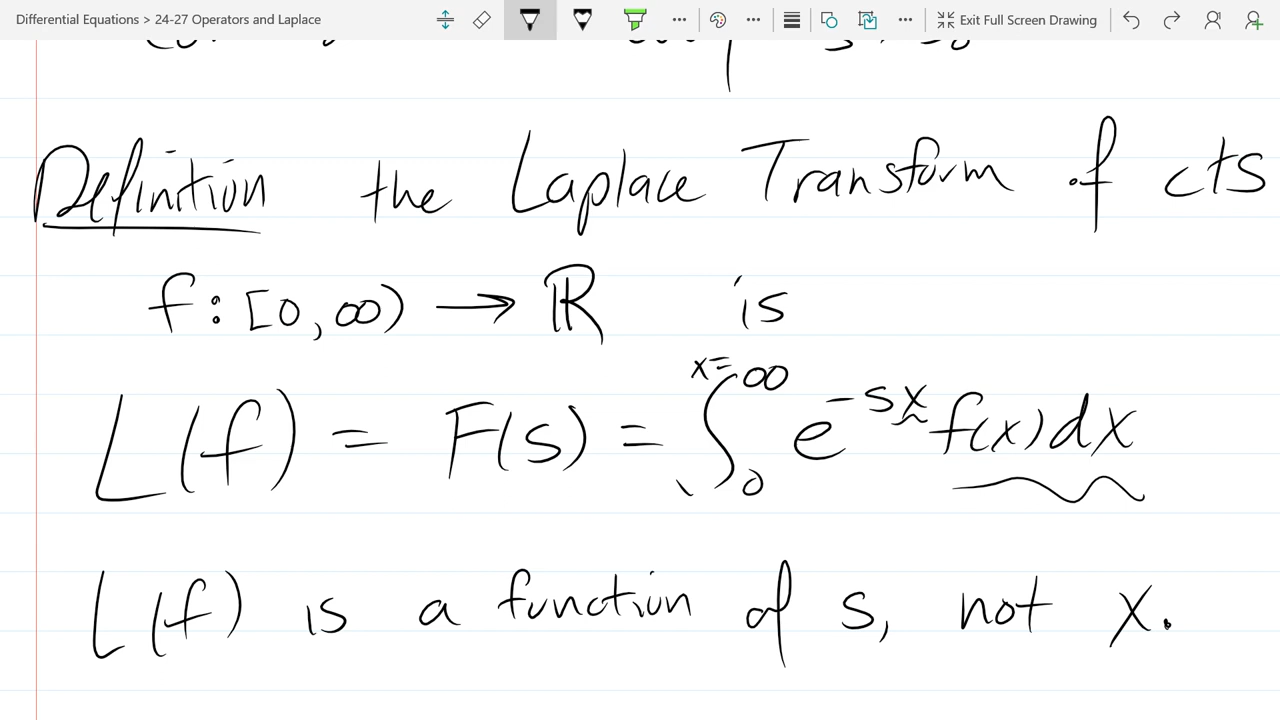 Differential Equations > 24-27 Operators and Laplace
Exit Full Screen Drawing
Definition the Laplace Transform of cts
f : [0, ∞) → ℝ is
L(f) = F(s) = ∫₀^{x=∞} e^{-sx} f(x) dx
L(f) is a function of s, not x.